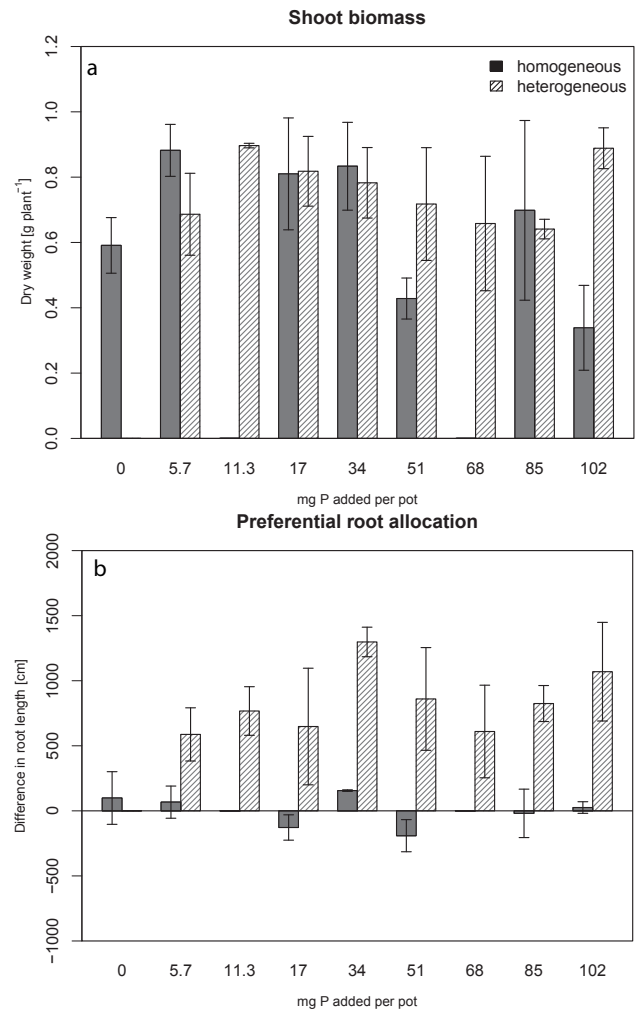 Shoot biomass
a
homogeneous
heterogeneous
Dry weight [g plant⁻¹]
1.2
1.0
0.8
0.6
0.4
0.2
0.0
0 5.7 11.3 17 34 51 68 85 102
mg P added per pot
Preferential root allocation
b
Difference in root length [cm]
2000
1500
1000
500
0
−500
−1000
0 5.7 11.3 17 34 51 68 85 102
mg P added per pot